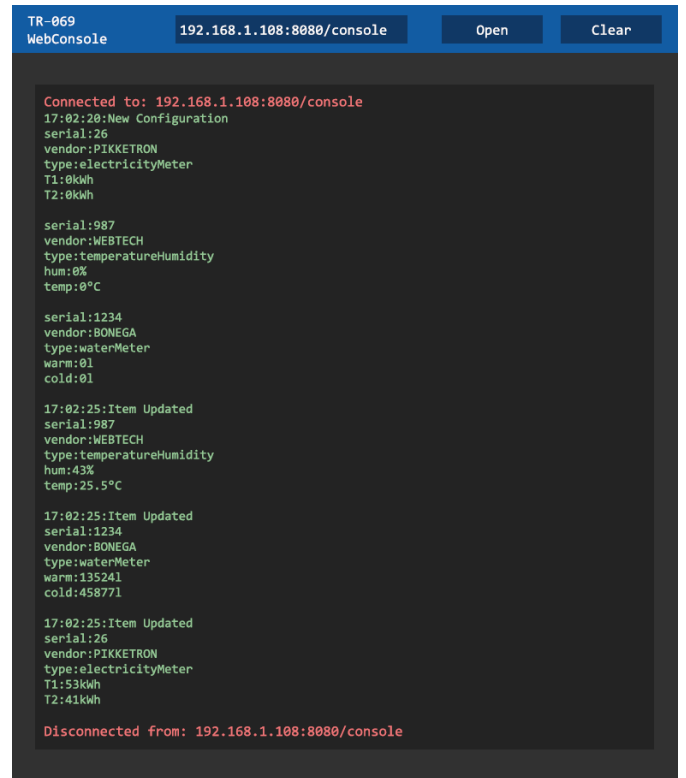 TR-069
WebConsole
192.168.1.108:8080/console
Open
Clear
Connected to: 192.168.1.108:8080/console
17:02:20:New Configuration
serial:26
vendor:PIKKETRON
type:electricityMeter
T1:0kWh
T2:0kWh
serial:987
vendor:WEBTECH
type:temperatureHumidity
hum:0%
temp:0°C
serial:1234
vendor:BONEGA
type:waterMeter
warm:0l
cold:0l
17:02:25:Item Updated
serial:987
vendor:WEBTECH
type:temperatureHumidity
hum:43%
temp:25.5°C
17:02:25:Item Updated
serial:1234
vendor:BONEGA
type:waterMeter
warm:13524l
cold:45877l
17:02:25:Item Updated
serial:26
vendor:PIKKETRON
type:electricityMeter
T1:53kWh
T2:41kWh
Disconnected from: 192.168.1.108:8080/console